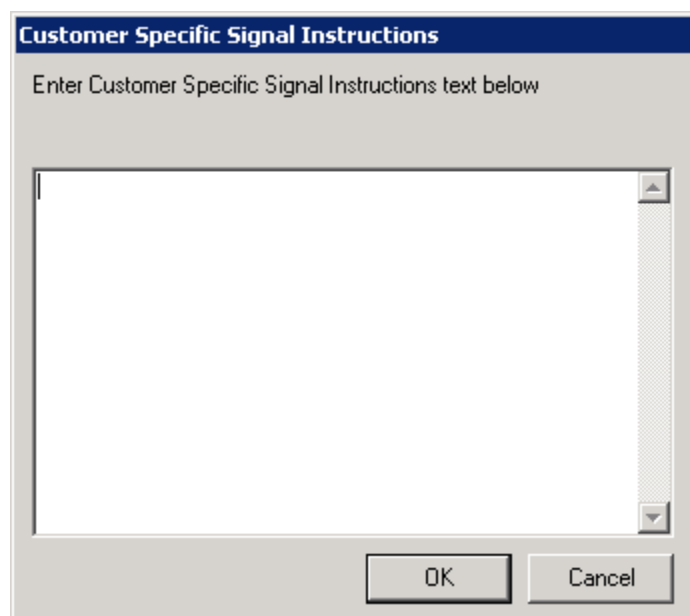 Customer Specific Signal Instructions
Enter Customer Specific Signal Instructions text below
OK
Cancel